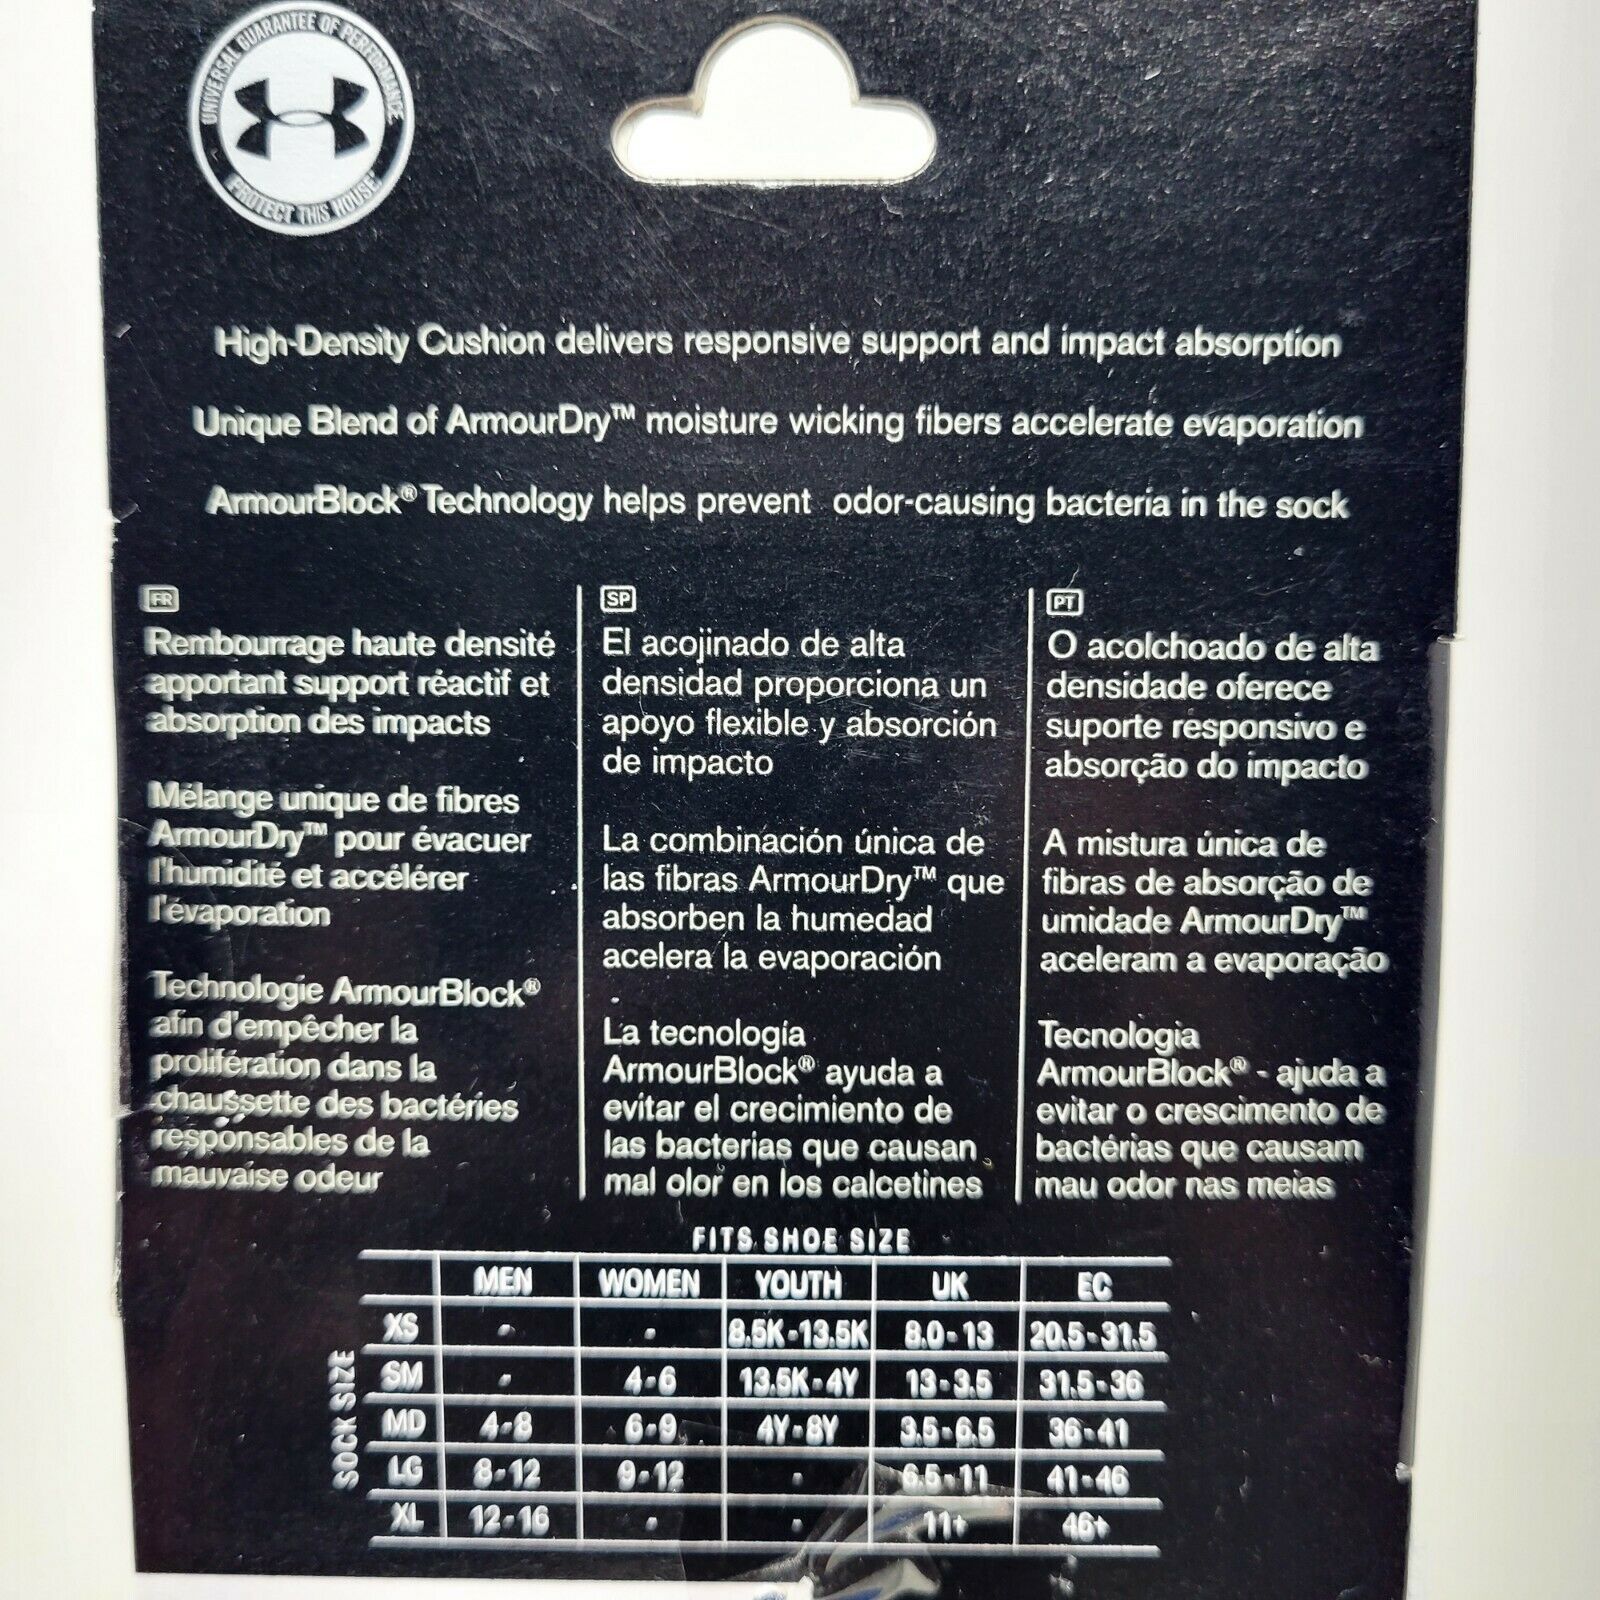 UNIVERSAL GUARANTEE OF PERFORMANCE
PROTECT THIS HOUSE
High-Density Cushion delivers responsive support and impact absorption
Unique Blend of ArmourDry™ moisture wicking fibers accelerate evaporation
ArmourBlock® Technology helps prevent odor-causing bacteria in the sock
FR
Rembourrage haute densité
apportant support réactif et
absorption des impacts
Mélange unique de fibres
ArmourDry™ pour évacuer
l'humidité et accélérer
l'évaporation
Technologie ArmourBlock®
afin d'empêcher la
prolifération dans la
chaussette des bactéries
responsables de la
mauvaise odeur
SP
El acojinado de alta
densidad proporciona un
apoyo flexible y absorción
de impacto
La combinación única de
las fibras ArmourDry™ que
absorben la humedad
acelera la evaporación
La tecnología
ArmourBlock® ayuda a
evitar el crecimiento de
las bacterias que causan
mal olor en los calcetines
PT
O acolchoado de alta
densidade oferece
suporte responsivo e
absorção do impacto
A mistura única de
fibras de absorção de
umidade ArmourDry™
aceleram a evaporação
Tecnologia
ArmourBlock® - ajuda a
evitar o crescimento de
bactérias que causam
mau odor nas meias
FITS SHOE SIZE
MEN WOMEN YOUTH UK EC
SOCK SIZE
XS - - 8.5K-13.5K 8.0-13 20.5-31.5
SM - 4-6 13.5K-4Y 13-3.5 31.5-36
MD 4-8 6-9 4Y-8Y 3.5-6.5 36-41
LG 8-12 9-12 - 6.5-11 41-46
XL 12-16 - - 11+ 46+